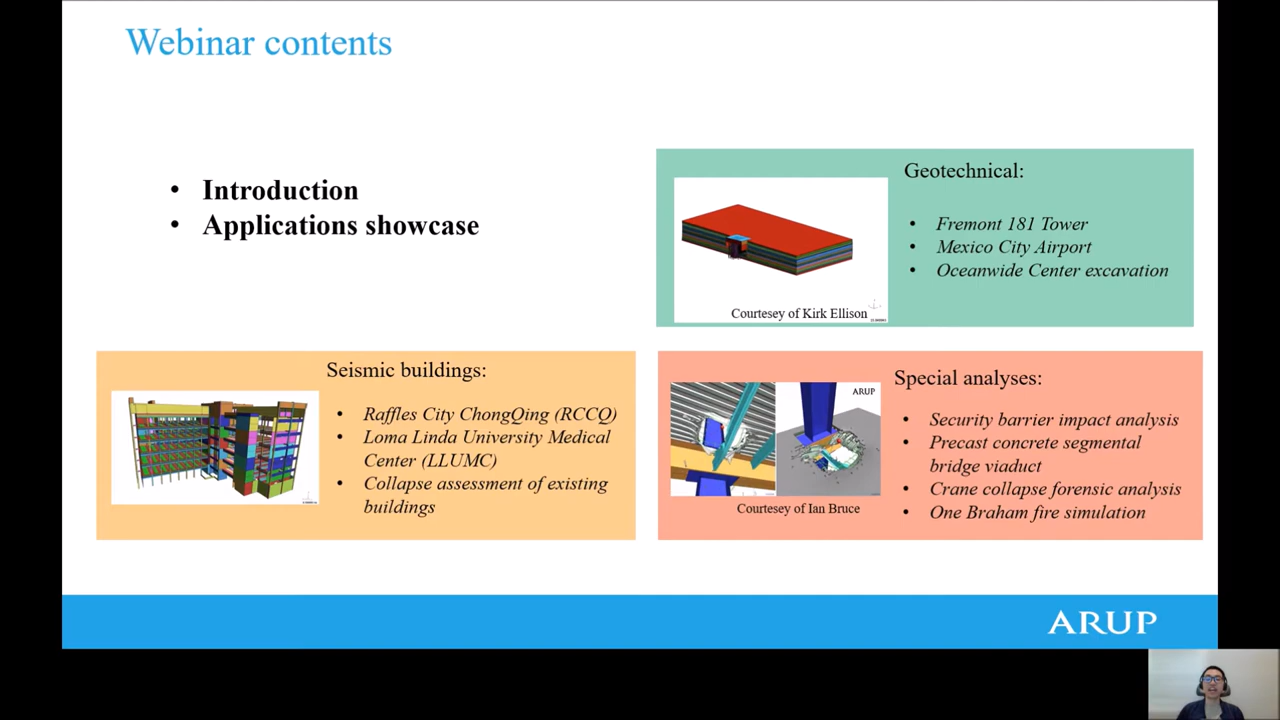 Webinar contents
• Introduction
• Applications showcase
Geotechnical:
• Fremont 181 Tower
• Mexico City Airport
• Oceanwide Center excavation
Courtesey of Kirk Ellison
Seismic buildings:
• Raffles City ChongQing (RCCQ)
• Loma Linda University Medical
Center (LLUMC)
• Collapse assessment of existing
buildings
Special analyses:
• Security barrier impact analysis
• Precast concrete segmental
bridge viaduct
• Crane collapse forensic analysis
• One Braham fire simulation
ARUP
Courtesey of Ian Bruce
ARUP